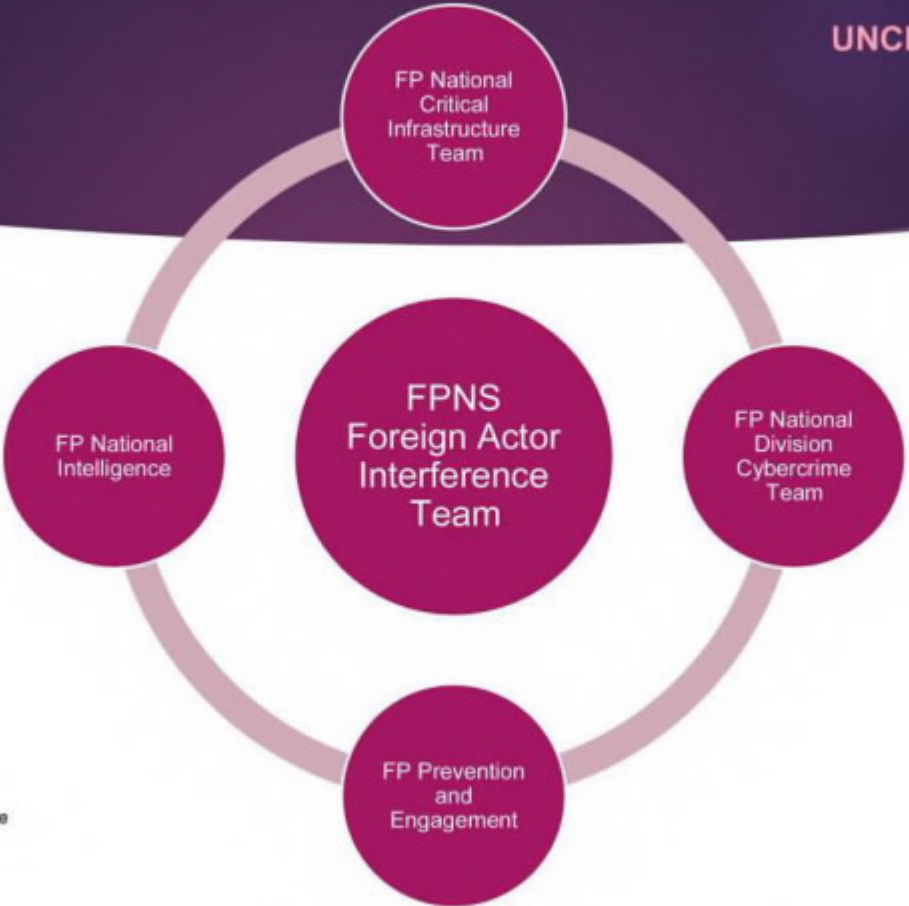 UNCL
FP National
Critical
Infrastructure
Team
FPNS
Foreign Actor
Interference
Team
FP National
Intelligence
FP National
Division
Cybercrime
Team
FP Prevention
and
Engagement
e